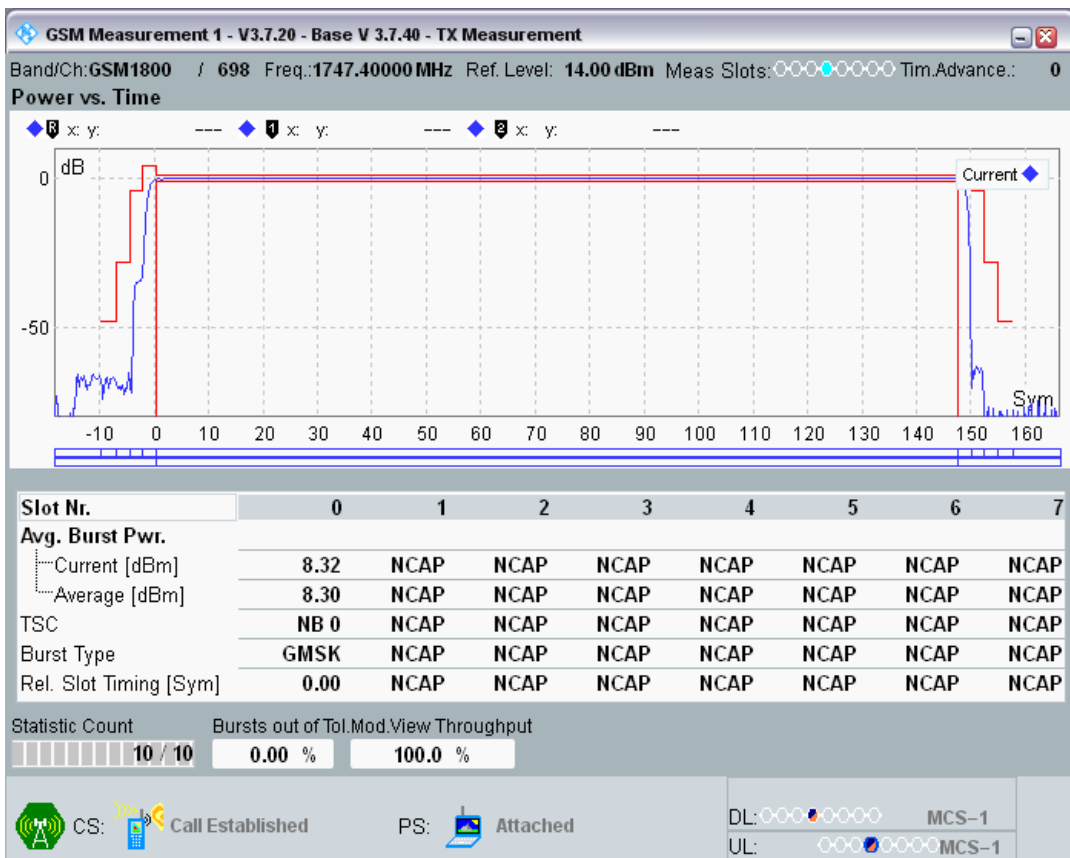 GSM Measurement 1 - V3.7.20 - Base V 3.7.40 - TX Measurement
Band/Ch:GSM1800 / 698 Freq.:1747.40000 MHz Ref. Level: 14.00 dBm Meas Slots: Tim.Advance.: 0
Power vs. Time
R x: y: --- 1 x: y: --- 2 x: y: ---
dB
0
Current
-50
Sym
-10 0 10 20 30 40 50 60 70 80 90 100 110 120 130 140 150 160
Slot Nr. 0 1 2 3 4 5 6 7
Avg. Burst Pwr.
Current [dBm] 8.32 NCAP NCAP NCAP NCAP NCAP NCAP NCAP
Average [dBm] 8.30 NCAP NCAP NCAP NCAP NCAP NCAP NCAP
TSC NB 0 NCAP NCAP NCAP NCAP NCAP NCAP NCAP
Burst Type GMSK NCAP NCAP NCAP NCAP NCAP NCAP NCAP
Rel. Slot Timing [Sym] 0.00 NCAP NCAP NCAP NCAP NCAP NCAP NCAP
Statistic Count Bursts out of Tol.Mod.View Throughput
10 / 10 0.00 % 100.0 %
CS: Call Established PS: Attached
DL: MCS-1
UL: MCS-1